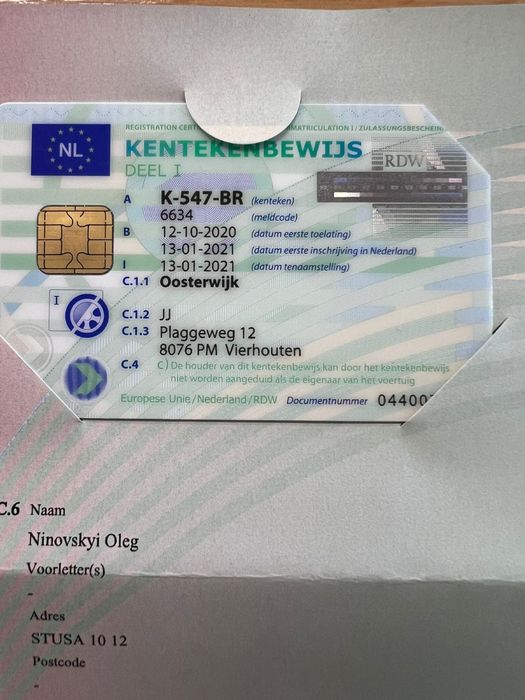 REGISTRATION CERT MATRICULATION I / ZULASSUNGSBESCHEIN
NL
KENTEKENBEWIJS
DEEL I
RDW
A K-547-BR (kenteken)
6634 (meldcode)
B 12-10-2020 (datum eerste toelating)
13-01-2021 (datum eerste inschrijving in Nederland)
I 13-01-2021 (datum tenaamstelling)
C.1.1 Oosterwijk
I
C.1.2 JJ
C.1.3 Plaggeweg 12
8076 PM Vierhouten
C.4 C) De houder van dit kentekenbewijs kan door het kentekenbewijs
niet worden aangeduid als de eigenaar van het voertuig
Europese Unie/Nederland/RDW Documentnummer 04400
C.6 Naam
Ninovskyi Oleg
Voorletter(s)
-
Adres
STUSA 10 12
Postcode
-